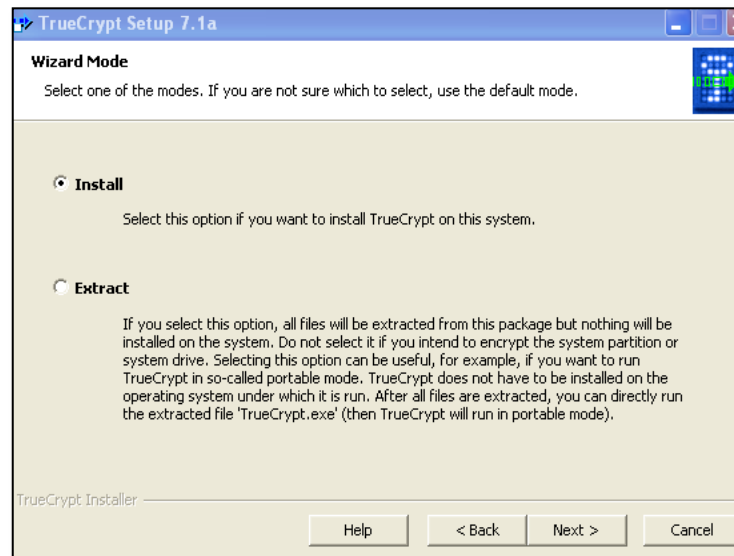 TrueCrypt Setup 7.1a
Wizard Mode
Select one of the modes. If you are not sure which to select, use the default mode.
Install
Select this option if you want to install TrueCrypt on this system.
Extract
If you select this option, all files will be extracted from this package but nothing will be
installed on the system. Do not select it if you intend to encrypt the system partition or
system drive. Selecting this option can be useful, for example, if you want to run
TrueCrypt in so-called portable mode. TrueCrypt does not have to be installed on the
operating system under which it is run. After all files are extracted, you can directly run
the extracted file 'TrueCrypt.exe' (then TrueCrypt will run in portable mode).
TrueCrypt Installer
Help
< Back
Next >
Cancel